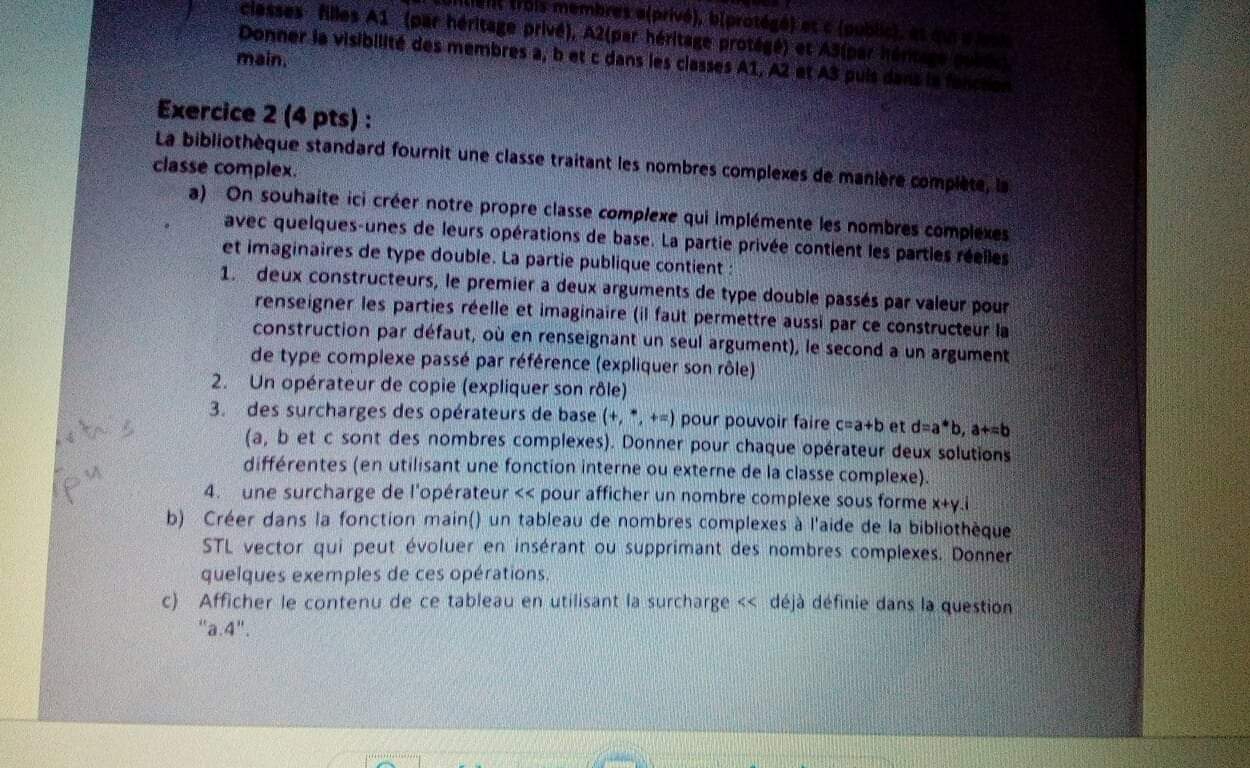 trois membres a(privé), b(protégé) et c (public),
classes filles A1 (par héritage privé), A2(par héritage protégé) et A3(par héritage
Donner la visibilité des membres a, b et c dans les classes A1, A2 et A3 puis dans la fonction
main.
Exercice 2 (4 pts) :
La bibliothèque standard fournit une classe traitant les nombres complexes de manière complète, la
classe complex.
a) On souhaite ici créer notre propre classe complexe qui implémente les nombres complexes
avec quelques-unes de leurs opérations de base. La partie privée contient les parties réelles
et imaginaires de type double. La partie publique contient :
1. deux constructeurs, le premier a deux arguments de type double passés par valeur pour
renseigner les parties réelle et imaginaire (il faut permettre aussi par ce constructeur la
construction par défaut, où en renseignant un seul argument), le second a un argument
de type complexe passé par référence (expliquer son rôle)
2. Un opérateur de copie (expliquer son rôle)
3. des surcharges des opérateurs de base (+, *, +=) pour pouvoir faire c=a+b et d=a*b, a+=b
(a, b et c sont des nombres complexes). Donner pour chaque opérateur deux solutions
différentes (en utilisant une fonction interne ou externe de la classe complexe).
4. une surcharge de l'opérateur << pour afficher un nombre complexe sous forme x+y.i
b) Créer dans la fonction main() un tableau de nombres complexes à l'aide de la bibliothèque
STL vector qui peut évoluer en insérant ou supprimant des nombres complexes. Donner
quelques exemples de ces opérations.
c) Afficher le contenu de ce tableau en utilisant la surcharge << déjà définie dans la question
"a.4".